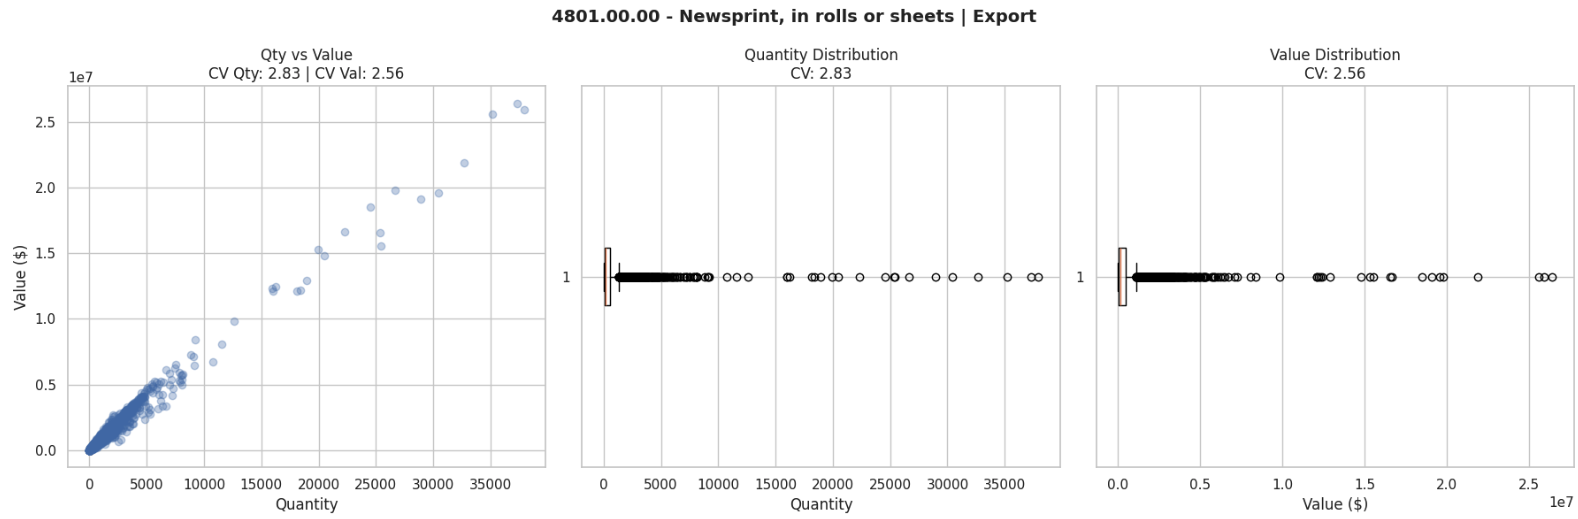 4801.00.00 - Newsprint, in rolls or sheets | Export
Qty vs Value
CV Qty: 2.83 | CV Val: 2.56
1e7
2.5
2.0
1.5
1.0
0.5
0.0
Value ($)
0 5000 10000 15000 20000 25000 30000 35000
Quantity
Quantity Distribution
CV: 2.83
1
0 5000 10000 15000 20000 25000 30000 35000
Quantity
Value Distribution
CV: 2.56
1
0.0 0.5 1.0 1.5 2.0 2.5
1e7
Value ($)